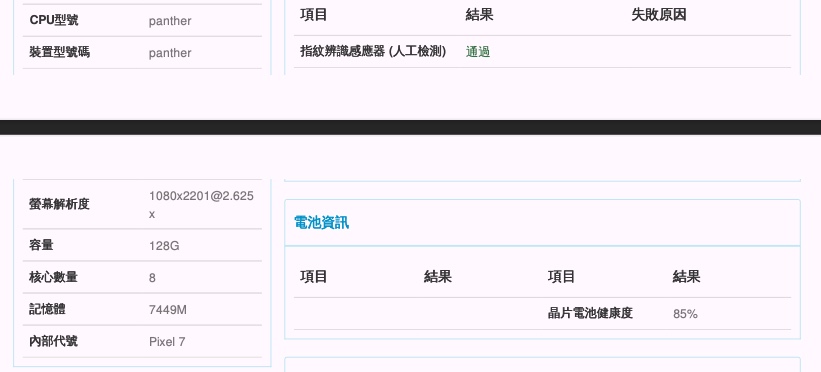 CPU型號 panther
裝置型號碼 panther
項目 結果 失敗原因
指紋辨識感應器 (人工檢測) 通過
螢幕解析度 1080x2201@2.625
x
容量 128G
核心數量 8
記憶體 7449M
內部代號 Pixel 7
電池資訊
項目 結果 項目 結果
晶片電池健康度 85%